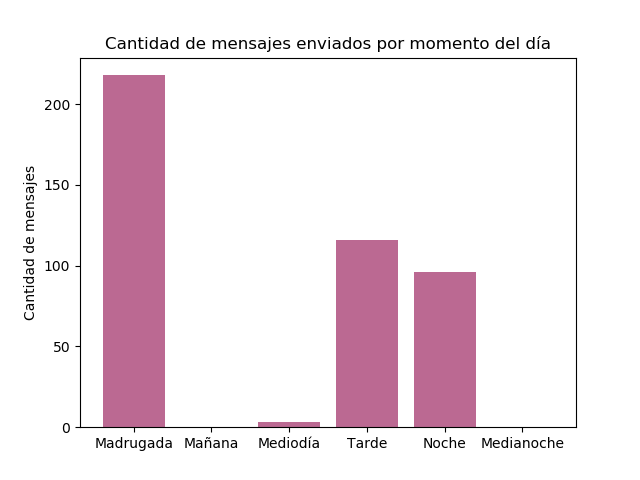 Cantidad de mensajes enviados por momento del día
Cantidad de mensajes
200
150
100
50
0
Madrugada Mañana Mediodía Tarde Noche Medianoche